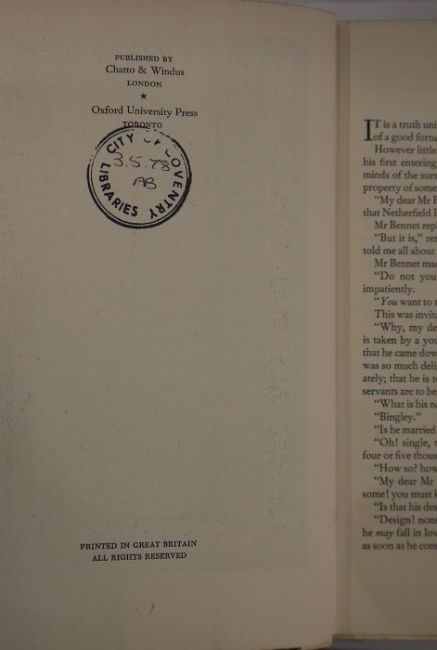 PUBLISHED BY
Chatto & Windus
LONDON
★
Oxford University Press
TORONTO
CITY OF COVENTRY
LIBRARIES
3.5.78
AB
PRINTED IN GREAT BRITAIN
ALL RIGHTS RESERVED
IT is a truth uni
of a good fortu
However little
his first entering
minds of the surr
property of some
"My dear Mr B
that Netherfield
Mr Bennet repl
"But it is," re
told me all about
Mr Bennet mad
"Do not you
impatiently.
"You want to t
This was invita
"Why, my de
is taken by a you
that he came dow
was so much deli
ately; that he is t
servants are to be
"What is his na
"Bingley."
"Is he married
"Oh! single,
four or five thous
"How so? how
"My dear Mr
some! you must k
"Is that his des
"Design! nons
he may fall in lov
as soon as he com